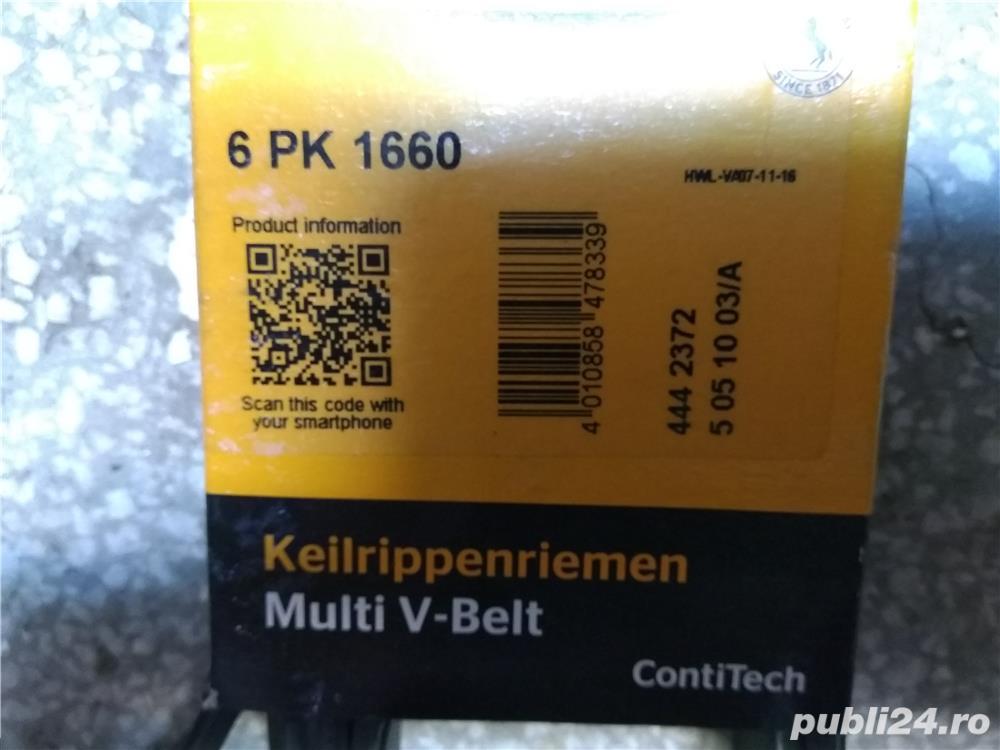 SINCE 1871
6 PK 1660
HWL-VA07-11-16
Product information
4 010858 478339
444 2372
5 05 10 03/A
Scan this code with
your smartphone
Keilrippenriemen
Multi V-Belt
ContiTech
publi24.ro